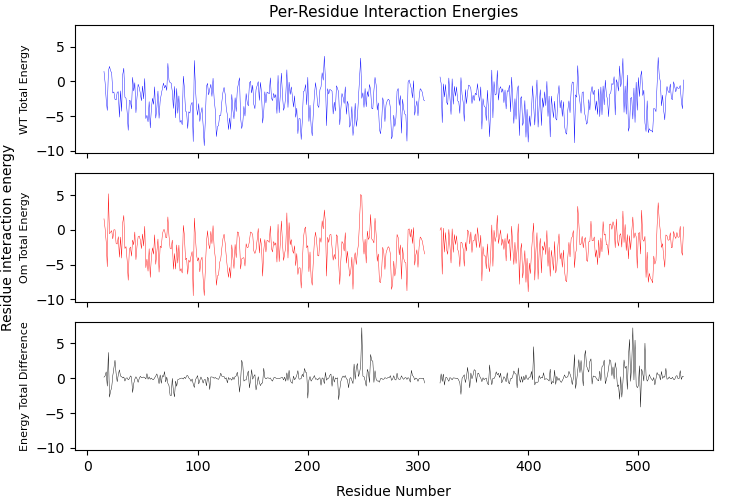 Per-Residue Interaction Energies
Residue interaction energy
WT Total Energy
5
0
−5
−10
Om Total Energy
5
0
−5
−10
Energy Total Difference
5
0
−5
−10
0 100 200 300 400 500
Residue Number